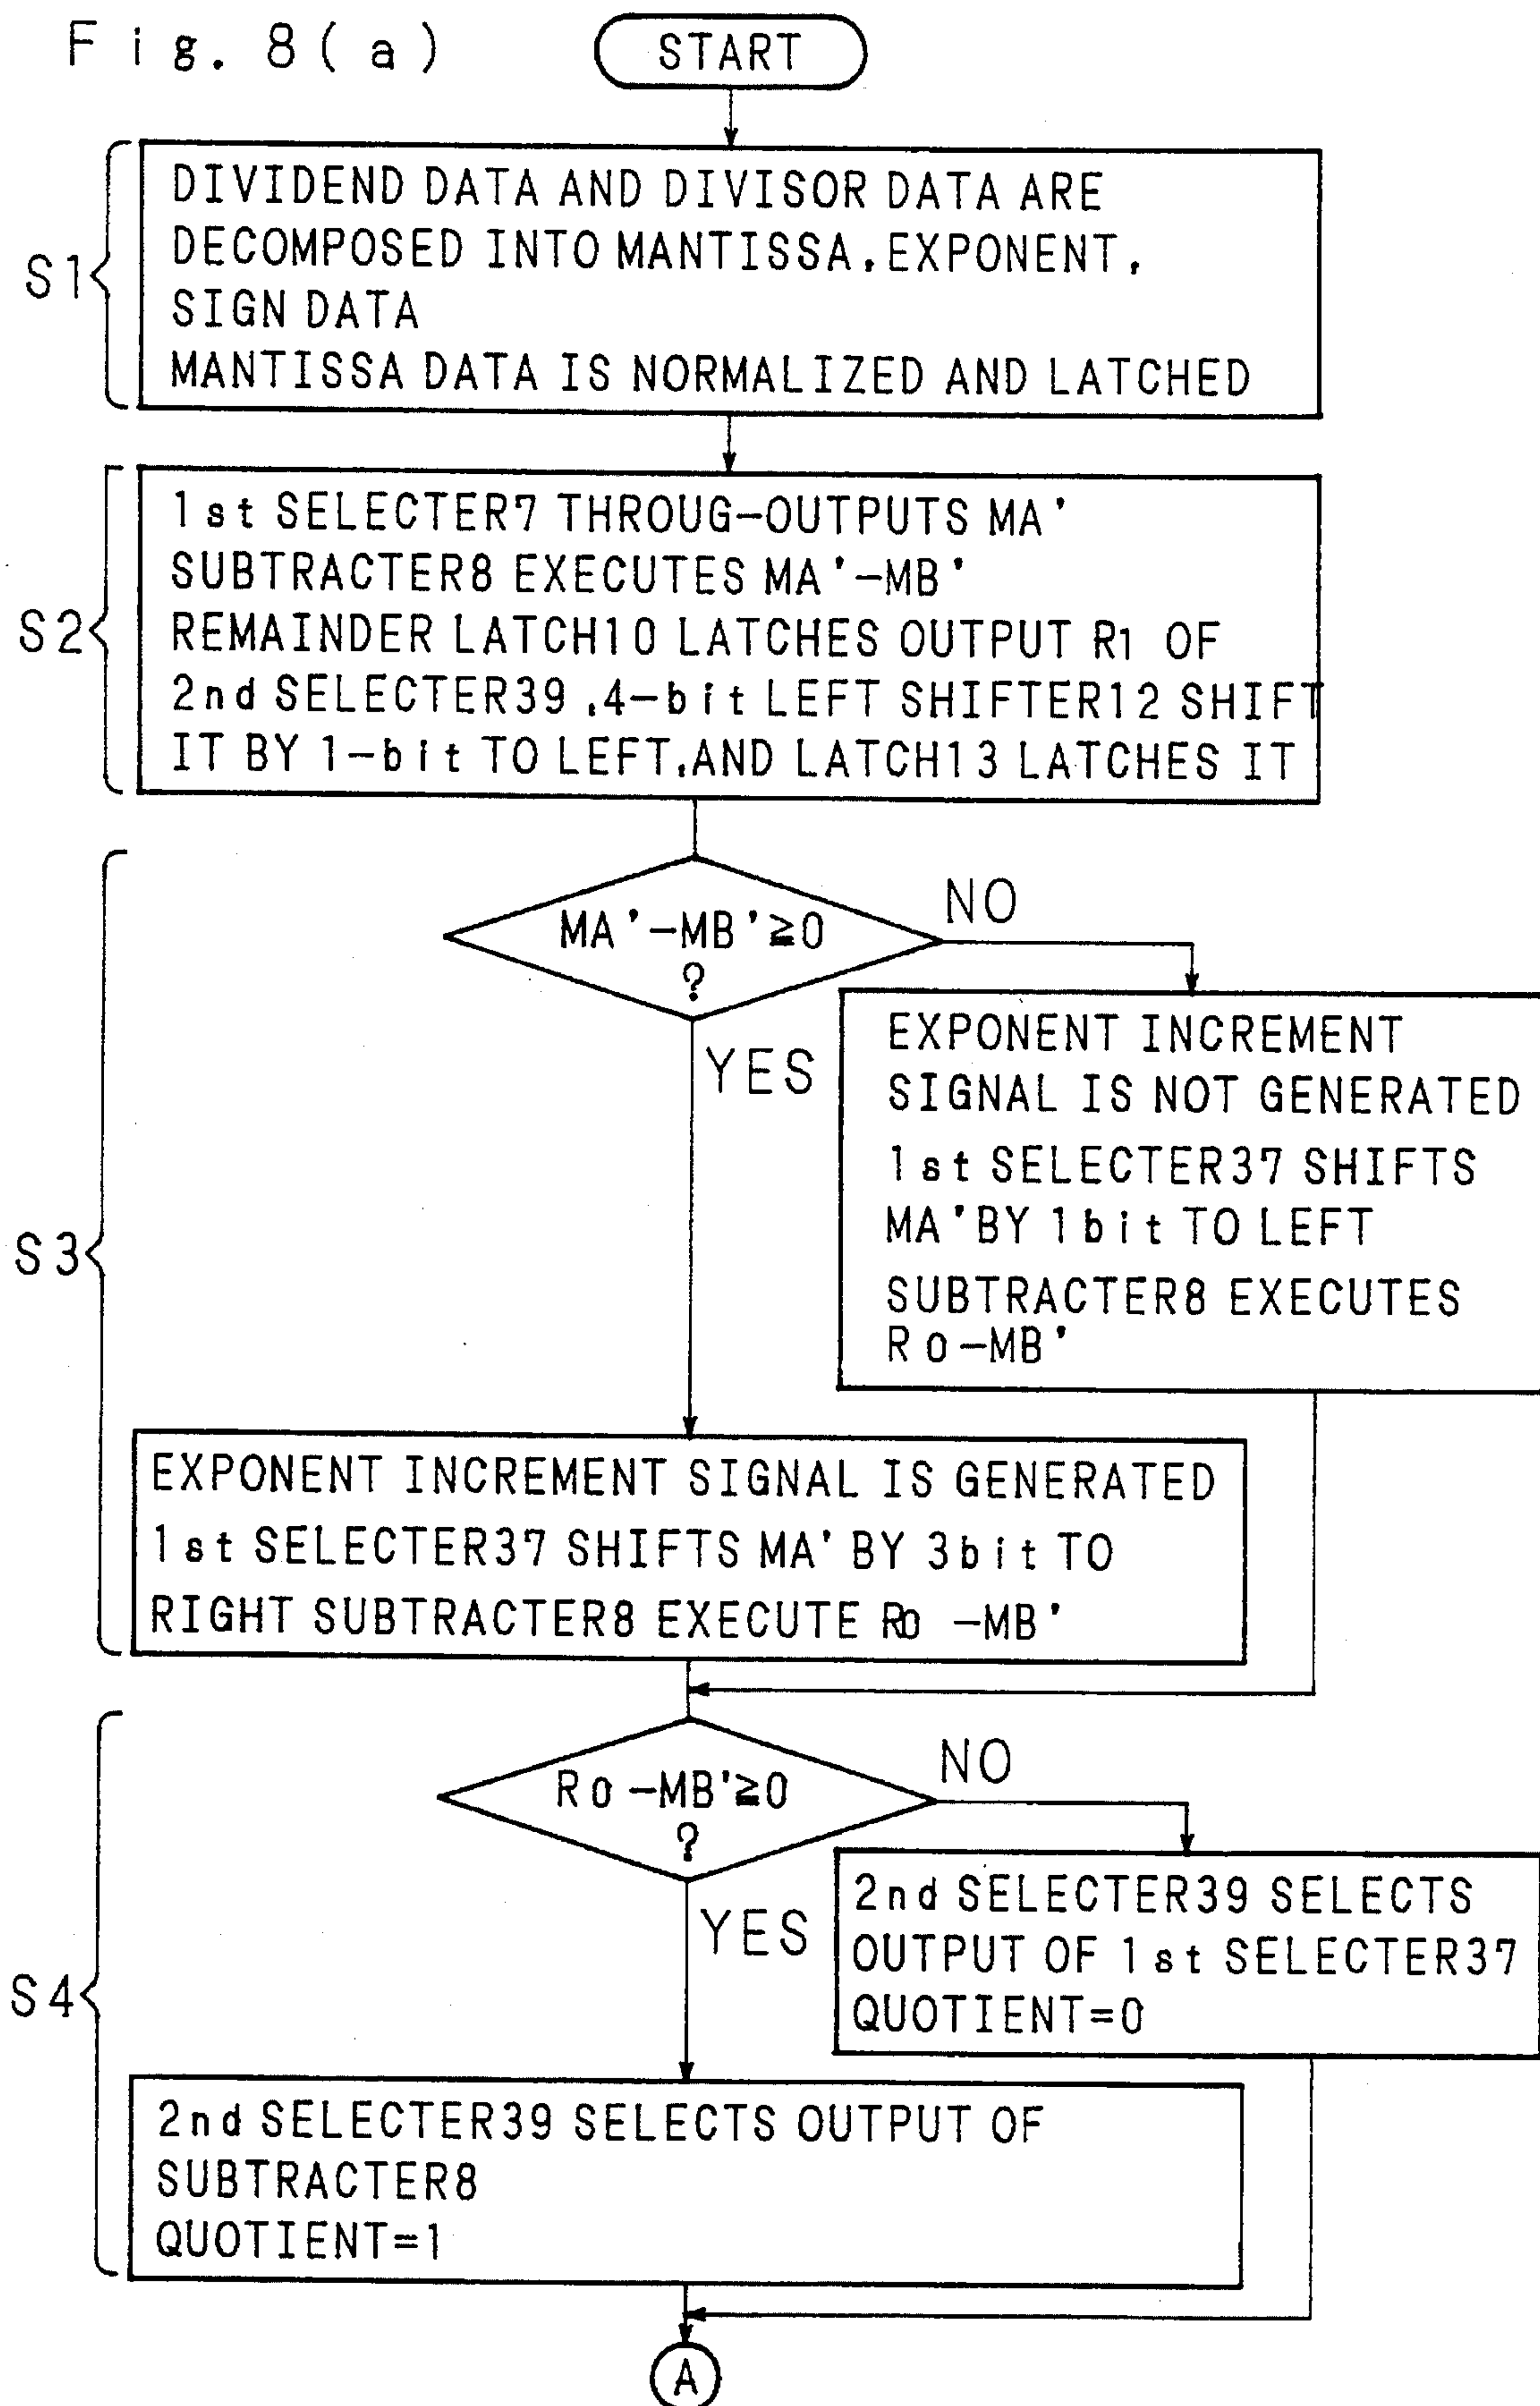 Fig. 8(a)
START
S1
DIVIDEND DATA AND DIVISOR DATA ARE
DECOMPOSED INTO MANTISSA,EXPONENT,
SIGN DATA
MANTISSA DATA IS NORMALIZED AND LATCHED
S2
1st SELECTER7 THROUG-OUTPUTS MA'
SUBTRACTER8 EXECUTES MA'-MB'
REMAINDER LATCH10 LATCHES OUTPUT R1 OF
2nd SELECTER39 ,4-bit LEFT SHIFTER12 SHIFT
IT BY 1-bit TO LEFT,AND LATCH13 LATCHES IT
S3
MA'-MB'≧0
?
NO
YES
EXPONENT INCREMENT
SIGNAL IS NOT GENERATED
1st SELECTER37 SHIFTS
MA'BY 1bit TO LEFT
SUBTRACTER8 EXECUTES
R0-MB'
EXPONENT INCREMENT SIGNAL IS GENERATED
1st SELECTER37 SHIFTS MA' BY 3bit TO
RIGHT SUBTRACTER8 EXECUTE R0 -MB'
S4
R0-MB'≧0
?
NO
YES
2nd SELECTER39 SELECTS
OUTPUT OF 1st SELECTER37
QUOTIENT=0
2nd SELECTER39 SELECTS OUTPUT OF
SUBTRACTER8
QUOTIENT=1
A